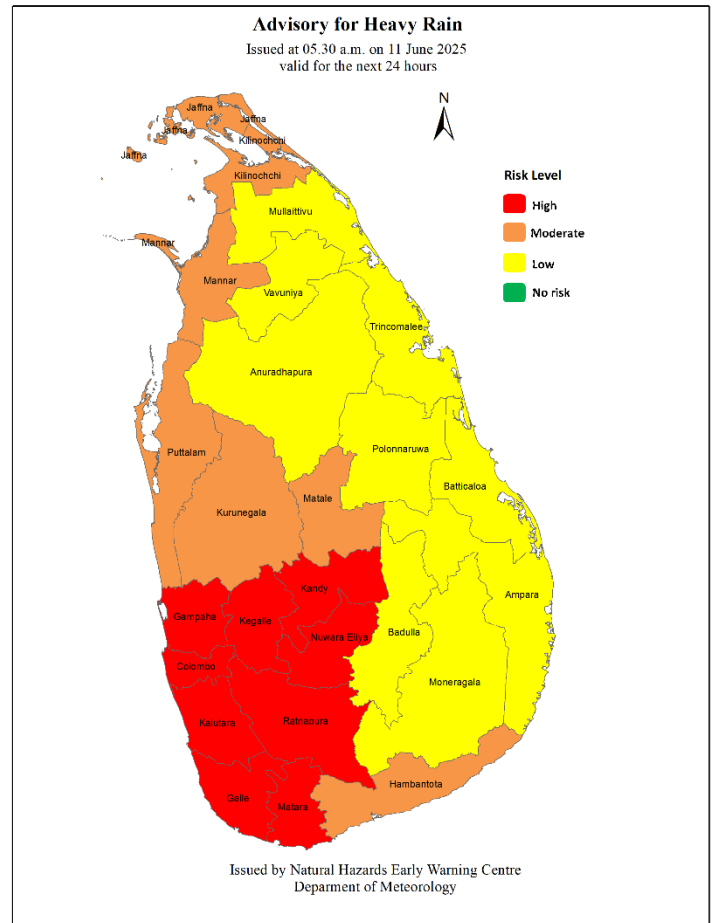 Advisory for Heavy Rain
Issued at 05.30 a.m. on 11 June 2025
valid for the next 24 hours
N
Risk Level
High
Moderate
Low
No risk
Jaffna
Jaffna
Jaffna
Jaffna
Kilinochchi
Kilinochchi
Mullaittivu
Mannar
Mannar
Vavuniya
Trincomalee
Anuradhapura
Puttalam
Polonnaruwa
Batticaloa
Matale
Kurunegala
Kandy
Ampara
Gampaha
Kegalle
Nuwara Eliya
Badulla
Colombo
Moneragala
Kalutara
Ratnapura
Hambantota
Galle
Matara
Issued by Natural Hazards Early Warning Centre
Deparment of Meteorology